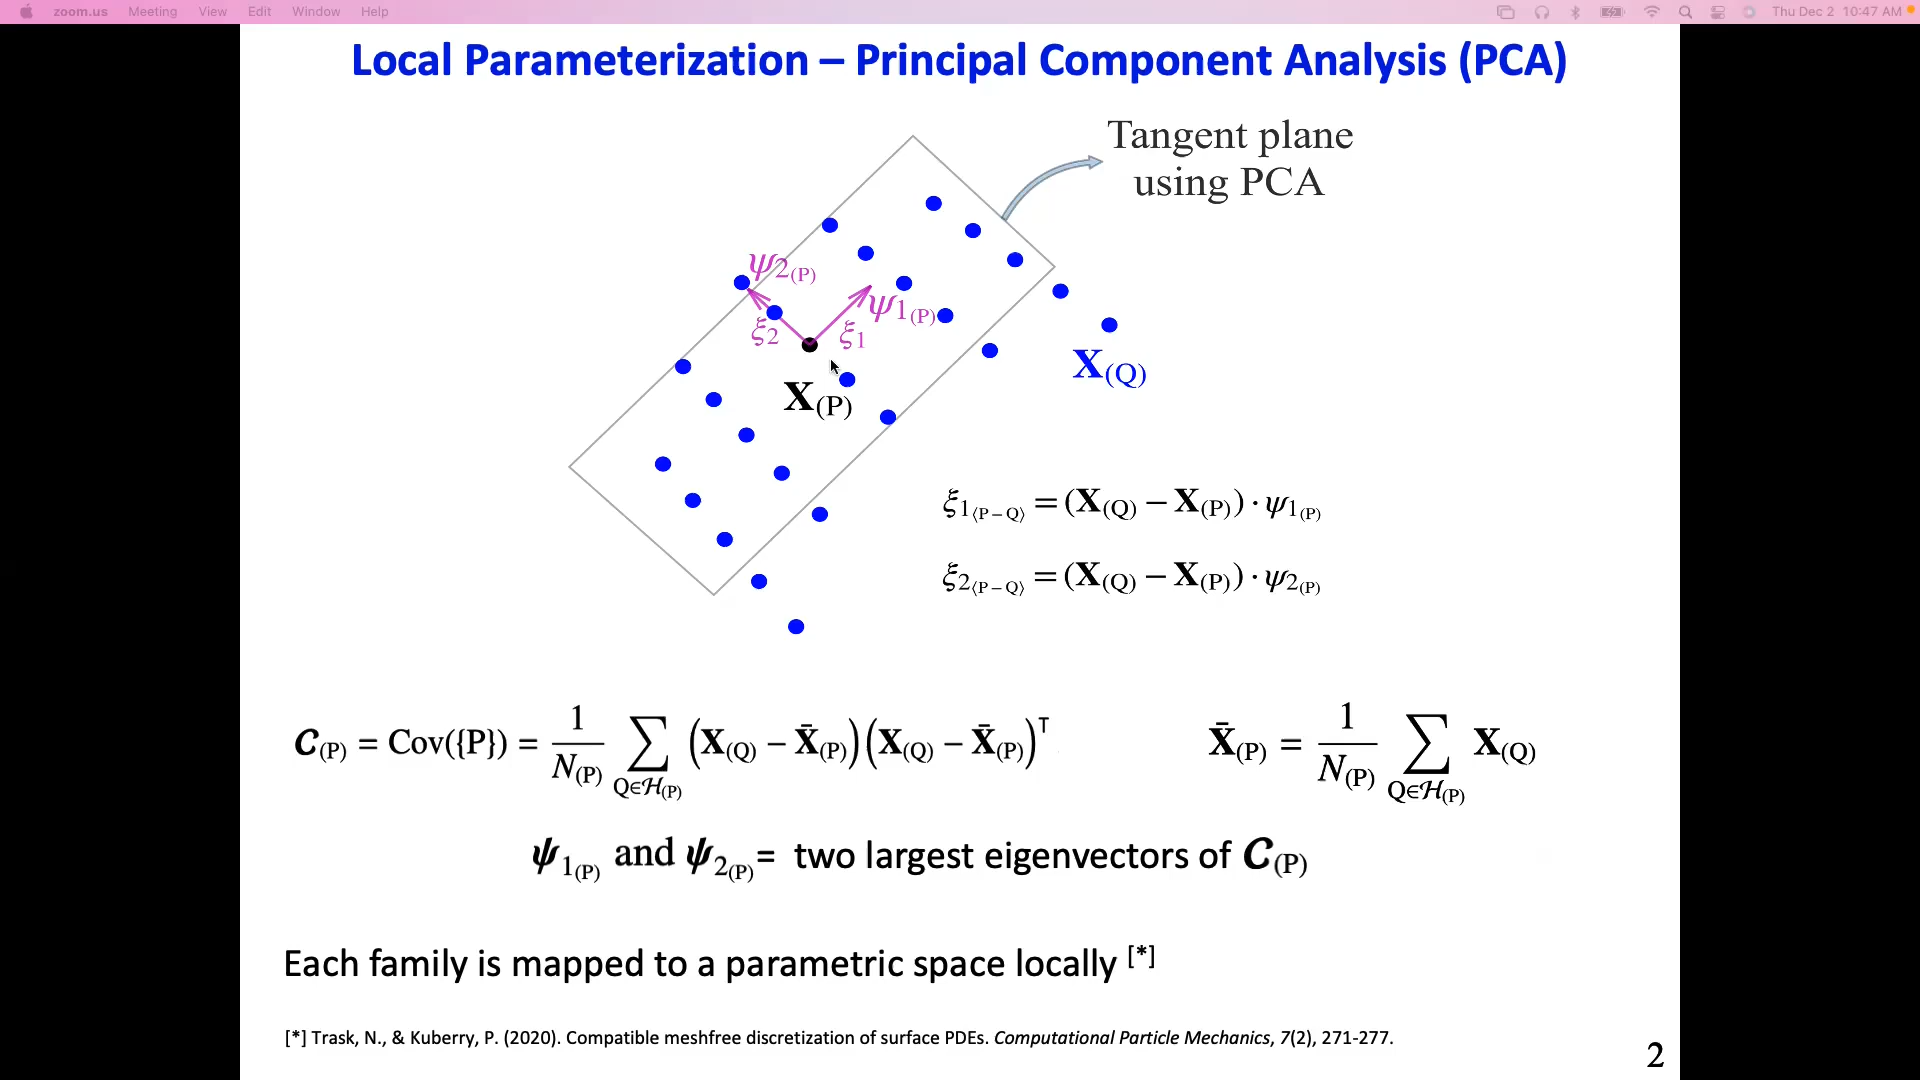 zoom.us Meeting View Edit Window Help Thu Dec 2 10:47 AM
Local Parameterization – Principal Component Analysis (PCA)
Tangent plane
using PCA
ψ2(P)
ψ1(P)
ξ2 ξ1
X(Q)
X(P)
ξ1⟨P–Q⟩ = (X(Q) − X(P)) · ψ1(P)
ξ2⟨P–Q⟩ = (X(Q) − X(P)) · ψ2(P)
𝓒(P) = Cov({P}) = 1/N(P) ∑Q∈ℋ(P) (X(Q) − X̄(P))(X(Q) − X̄(P))ᵀ X̄(P) = 1/N(P) ∑Q∈ℋ(P) X(Q)
ψ1(P) and ψ2(P) = two largest eigenvectors of 𝓒(P)
Each family is mapped to a parametric space locally [*]
[*] Trask, N., & Kuberry, P. (2020). Compatible meshfree discretization of surface PDEs. Computational Particle Mechanics, 7(2), 271-277.
2